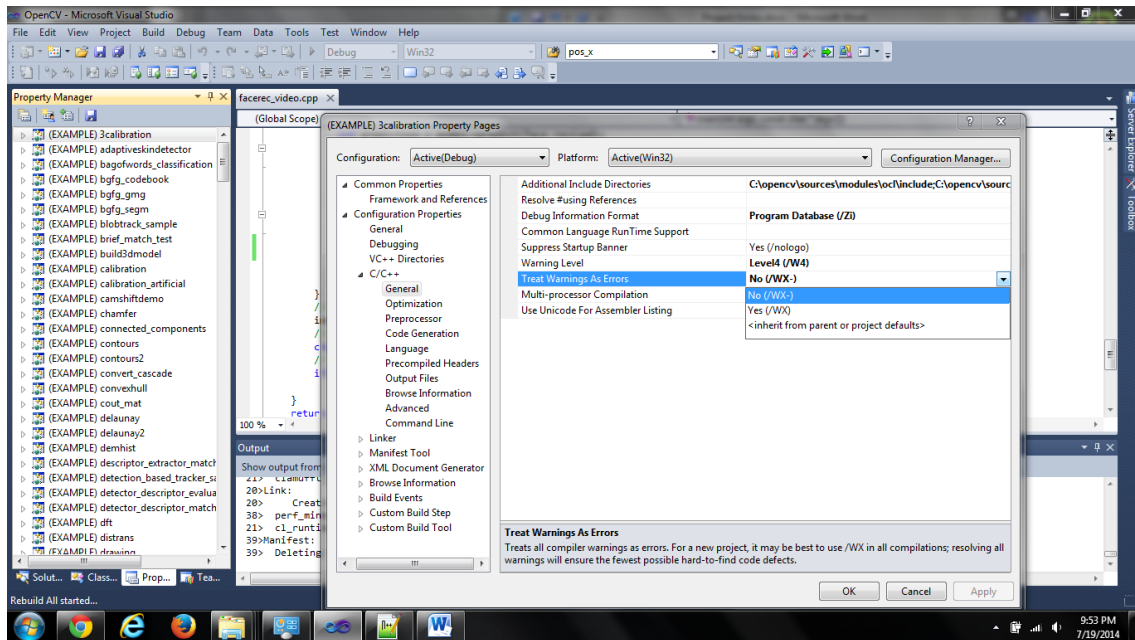 OpenCV - Microsoft Visual Studio
File Edit View Project Build Debug Team Data Tools Test Window Help
Debug Win32 pos_x
Property Manager
facerec_video.cpp
(Global Scope)
(EXAMPLE) 3calibration
(EXAMPLE) adaptiveskindetector
(EXAMPLE) bagofwords_classification
(EXAMPLE) bgfg_codebook
(EXAMPLE) bgfg_gmg
(EXAMPLE) bgfg_segm
(EXAMPLE) blobtrack_sample
(EXAMPLE) brief_match_test
(EXAMPLE) build3dmodel
(EXAMPLE) calibration
(EXAMPLE) calibration_artificial
(EXAMPLE) camshiftdemo
(EXAMPLE) chamfer
(EXAMPLE) connected_components
(EXAMPLE) contours
(EXAMPLE) contours2
(EXAMPLE) convert_cascade
(EXAMPLE) convexhull
(EXAMPLE) cout_mat
(EXAMPLE) delaunay
(EXAMPLE) delaunay2
(EXAMPLE) demhist
(EXAMPLE) descriptor_extractor_match
(EXAMPLE) detection_based_tracker_sa
(EXAMPLE) detector_descriptor_evalua
(EXAMPLE) detector_descriptor_match
(EXAMPLE) dft
(EXAMPLE) distrans
(EXAMPLE) drawing
Solut... Class... Prop... Tea...
Rebuild All started...
}
/
i
/
c
/
i
}
retur
100 %
Output
Show output from
21> clamdfft
20>Link:
20> Creat
38> perf_min
21> cl_runti
39>Manifest:
39> Deleting
(EXAMPLE) 3calibration Property Pages
Configuration: Active(Debug) Platform: Active(Win32) Configuration Manager...
Common Properties
Framework and References
Configuration Properties
General
Debugging
VC++ Directories
C/C++
General
Optimization
Preprocessor
Code Generation
Language
Precompiled Headers
Output Files
Browse Information
Advanced
Command Line
Linker
Manifest Tool
XML Document Generator
Browse Information
Build Events
Custom Build Step
Custom Build Tool
Additional Include Directories C:\opencv\sources\modules\ocl\include;C:\opencv\sourc
Resolve #using References
Debug Information Format Program Database (/Zi)
Common Language RunTime Support
Suppress Startup Banner Yes (/nologo)
Warning Level Level4 (/W4)
Treat Warnings As Errors No (/WX-)
Multi-processor Compilation No (/WX-)
Use Unicode For Assembler Listing Yes (/WX)
<inherit from parent or project defaults>
Treat Warnings As Errors
Treats all compiler warnings as errors. For a new project, it may be best to use /WX in all compilations; resolving all
warnings will ensure the fewest possible hard-to-find code defects.
OK Cancel Apply
Server Explorer
Toolbox
9:53 PM
7/19/2014